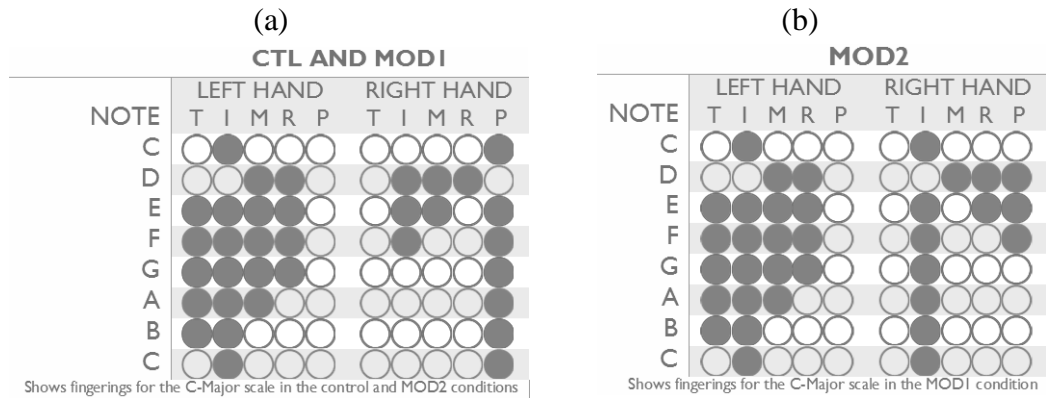 (a)
CTL AND MOD1
LEFT HAND RIGHT HAND
NOTE T I M R P T I M R P
C
D
E
F
G
A
B
C
Shows fingerings for the C-Major scale in the control and MOD2 conditions
(b)
MOD2
LEFT HAND RIGHT HAND
NOTE T I M R P T I M R P
C
D
E
F
G
A
B
C
Shows fingerings for the C-Major scale in the MOD1 condition